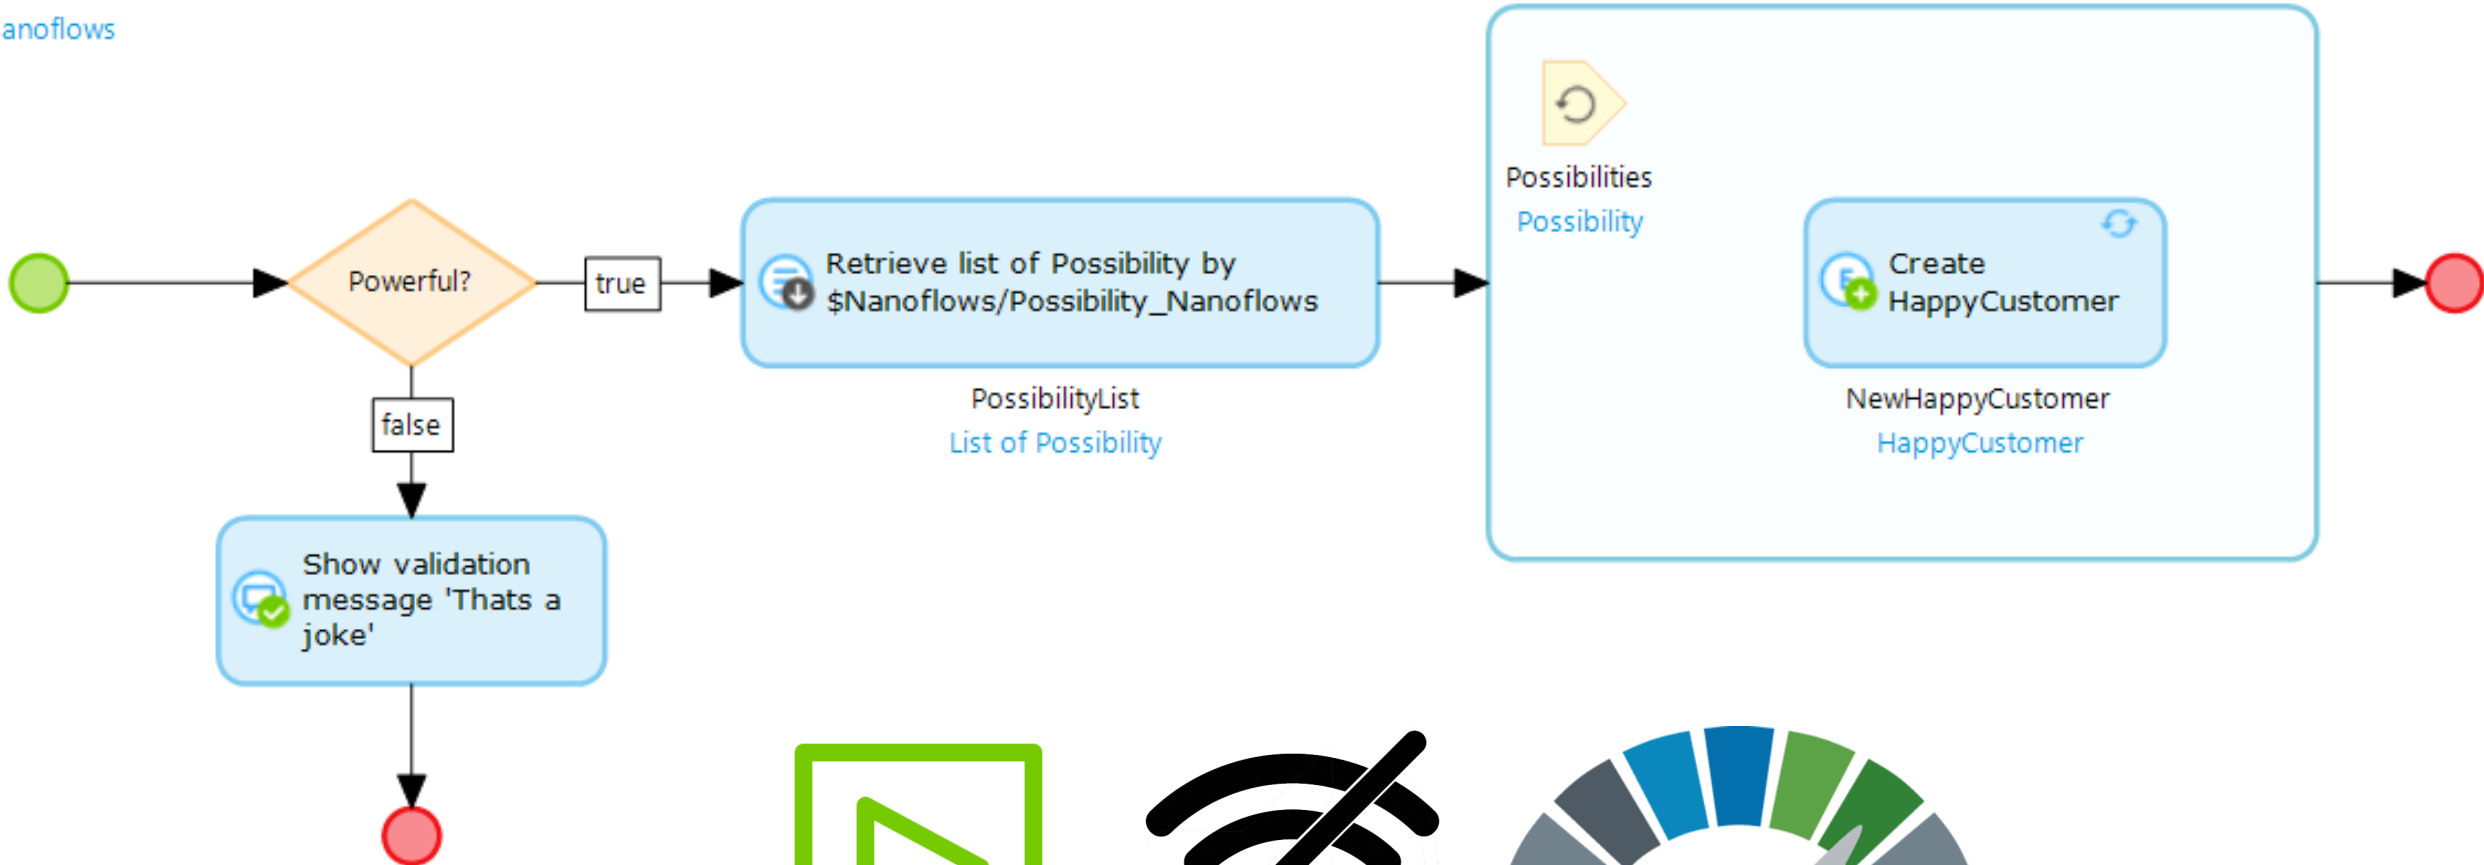 anoflows
Powerful?
true
false
Show validation
message 'Thats a
joke'
Retrieve list of Possibility by
$Nanoflows/Possibility_Nanoflows
PossibilityList
List of Possibility
Possibilities
Possibility
E
Create
HappyCustomer
NewHappyCustomer
HappyCustomer